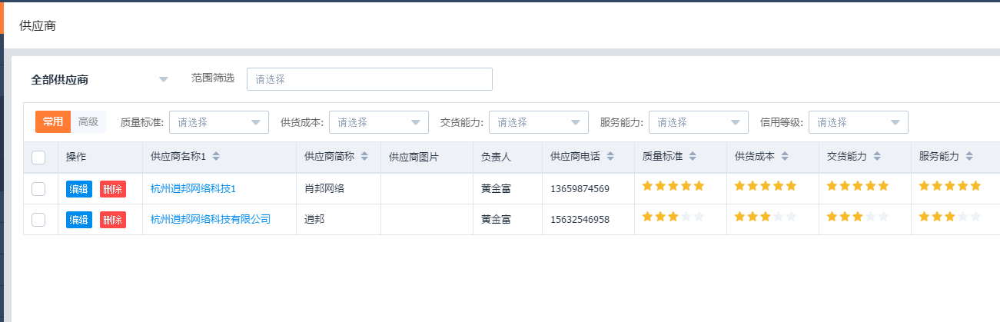 供应商
全部供应商 范围筛选 请选择
常用 高级 质量标准: 请选择 供货成本: 请选择 交货能力: 请选择 服务能力: 请选择 信用等级: 请选择
操作 供应商名称1 供应商简称 供应商图片 负责人 供应商电话 质量标准 供货成本 交货能力 服务能力
编辑 删除 杭州逍邦网络科技1 肖邦网络 黄金富 13659874569
编辑 删除 杭州逍邦网络科技有限公司 逍邦 黄金富 15632546958